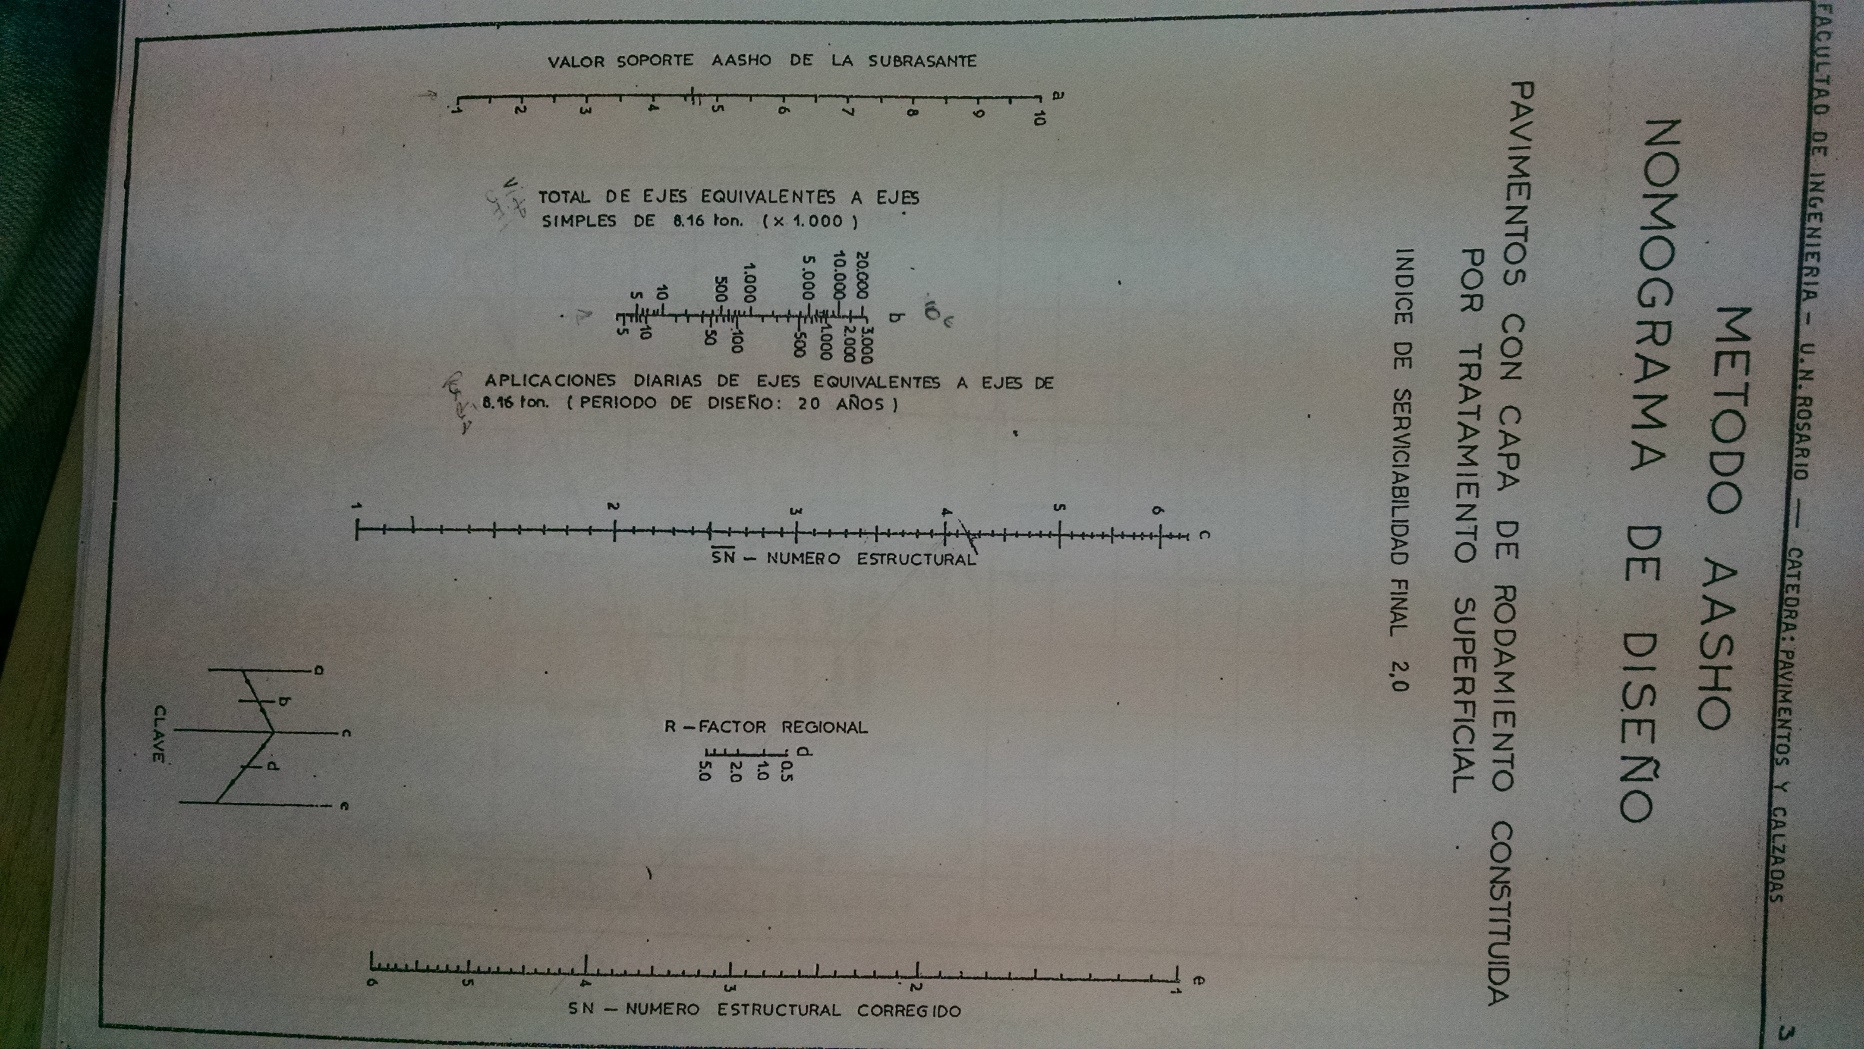 FACULTAD DE INGENIERIA - U.N.ROSARIO — CATEDRA: PAVIMENTOS Y CALZADAS
3
METODO AASHO
NOMOGRAMA DE DISEÑO
PAVIMENTOS CON CAPA DE RODAMIENTO CONSTITUIDA
POR TRATAMIENTO SUPERFICIAL
INDICE DE SERVICIABILIDAD FINAL 2,0
VALOR SOPORTE AASHO DE LA SUBRASANTE
a
1 2 3 4 5 6 7 8 9 10
TOTAL DE EJES EQUIVALENTES A EJES
SIMPLES DE 8.16 ton. (x 1.000)
5 10 500 1.000 5.000 10.000 20.000
b
5 10 50 100 500 1.000 2.000 3.000
APLICACIONES DIARIAS DE EJES EQUIVALENTES A EJES DE
8.16 ton. (PERIODO DE DISEÑO: 20 AÑOS)
1 2 3 4 5 6
c
SN — NUMERO ESTRUCTURAL
R - FACTOR REGIONAL
d
5.0 2.0 1.0 0.5
e
6 5 4 3 2 1
SN — NUMERO ESTRUCTURAL CORREGIDO
a
b
c
d
e
CLAVE